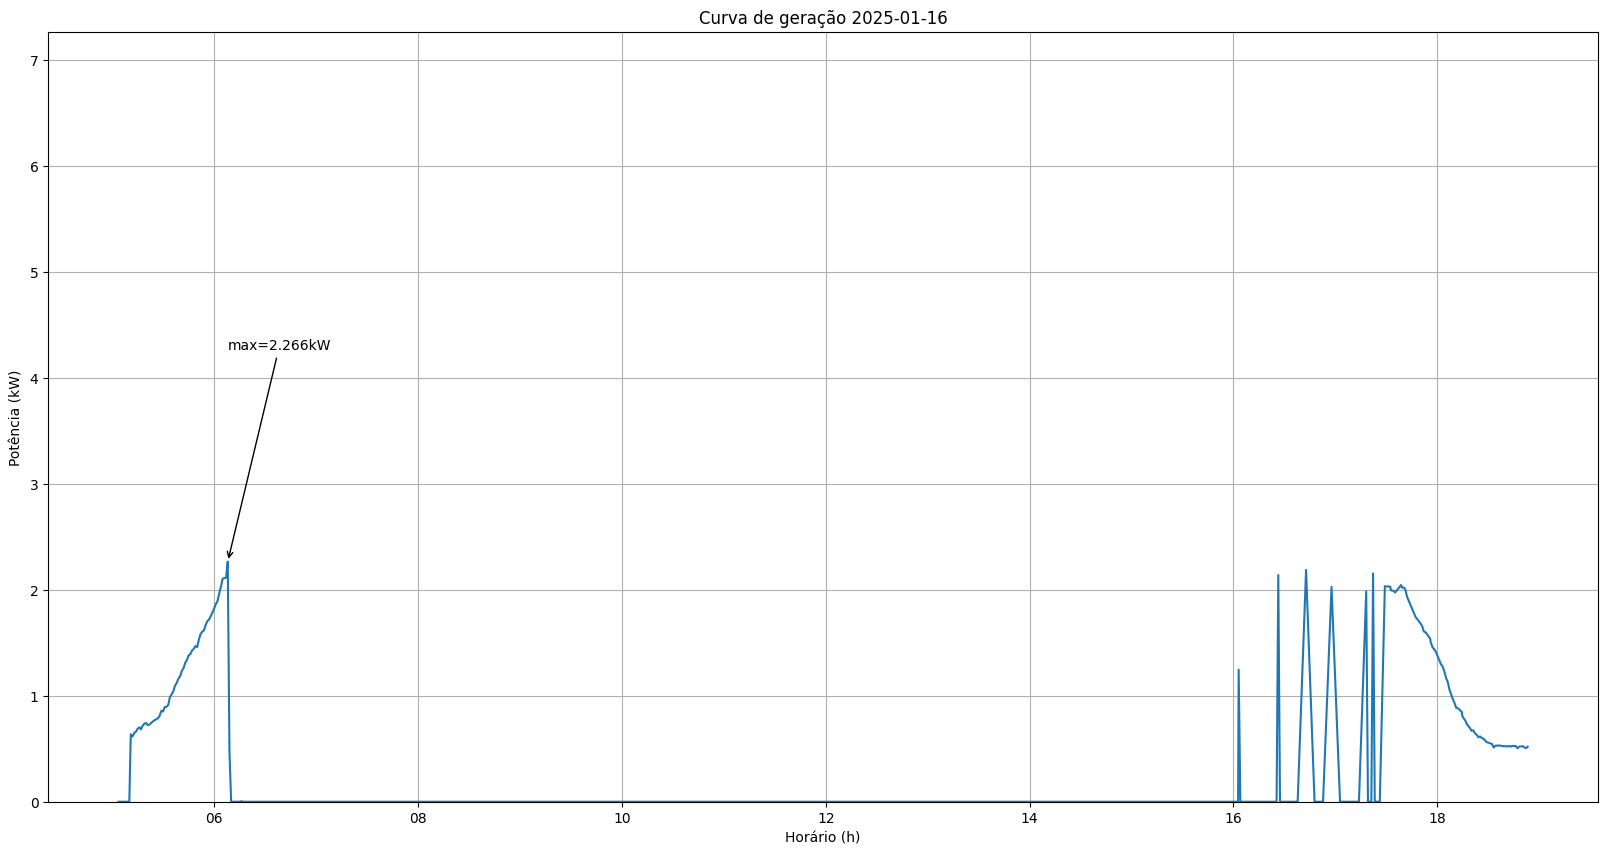 Curva de geração 2025-01-16
7
6
5
4
3
2
1
0
max=2.266kW
Potência (kW)
06 08 10 12 14 16 18
Horário (h)